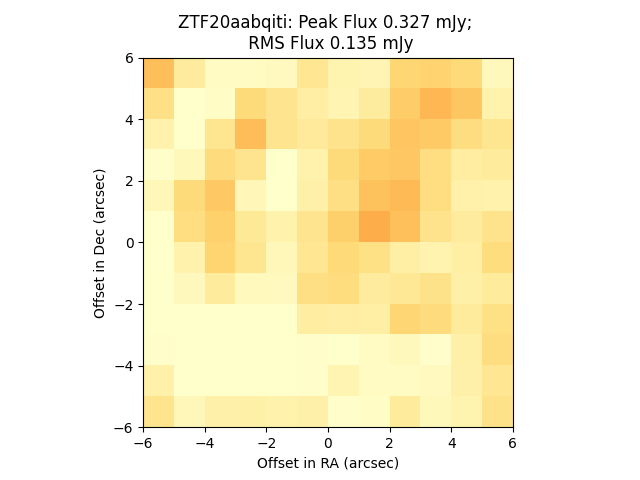 ZTF20aabqiti: Peak Flux 0.327 mJy;
RMS Flux 0.135 mJy
6
4
2
0
−2
−4
−6
Offset in Dec (arcsec)
−6 −4 −2 0 2 4 6
Offset in RA (arcsec)